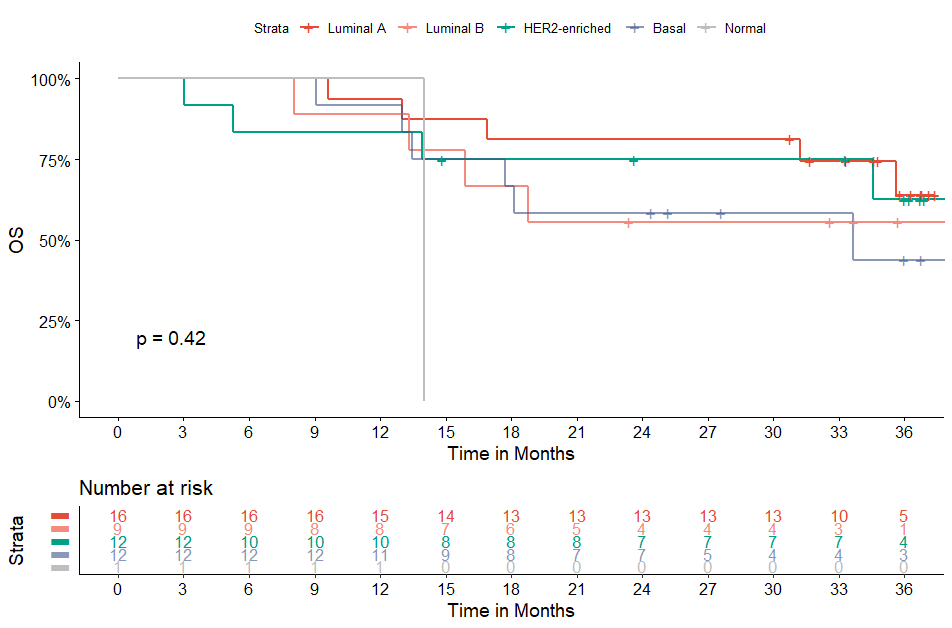 Strata Luminal A Luminal B HER2-enriched Basal Normal
100%
75%
50%
25%
0%
OS
p = 0.42
0 3 6 9 12 15 18 21 24 27 30 33 36
Time in Months
Number at risk
Strata
16 16 16 16 15 14 13 13 13 13 13 10 5
9 9 9 8 8 7 6 5 4 4 4 3 1
12 12 10 10 10 8 8 8 7 7 7 7 4
12 12 12 12 11 9 8 7 7 5 4 4 3
1 1 1 1 1 0 0 0 0 0 0 0 0
0 3 6 9 12 15 18 21 24 27 30 33 36
Time in Months